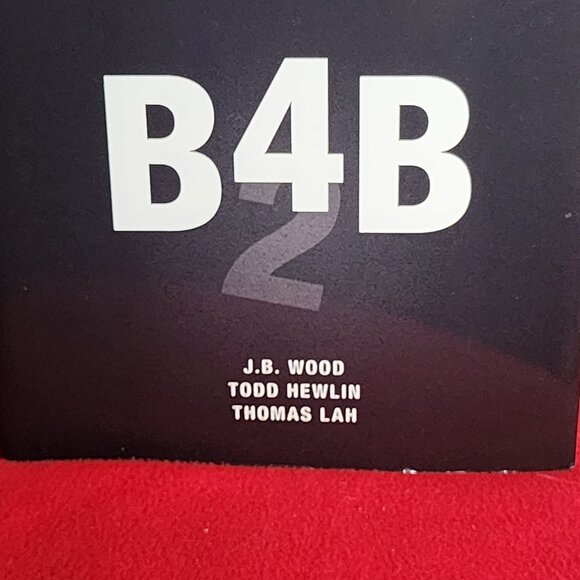 B4B
2
J.B. WOOD
TODD HEWLIN
THOMAS LAH